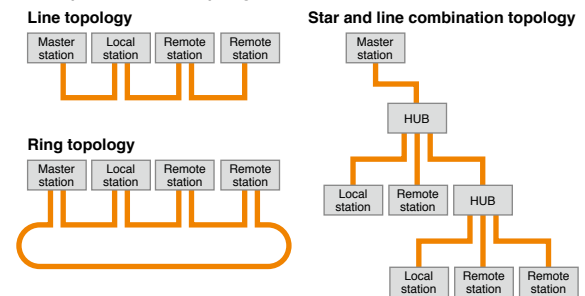 Line topology
Master station
Local station
Remote station
Remote station
Ring topology
Master station
Local station
Remote station
Remote station
Star and line combination topology
Master station
HUB
Local station
Remote station
HUB
Local station
Remote station
Remote station